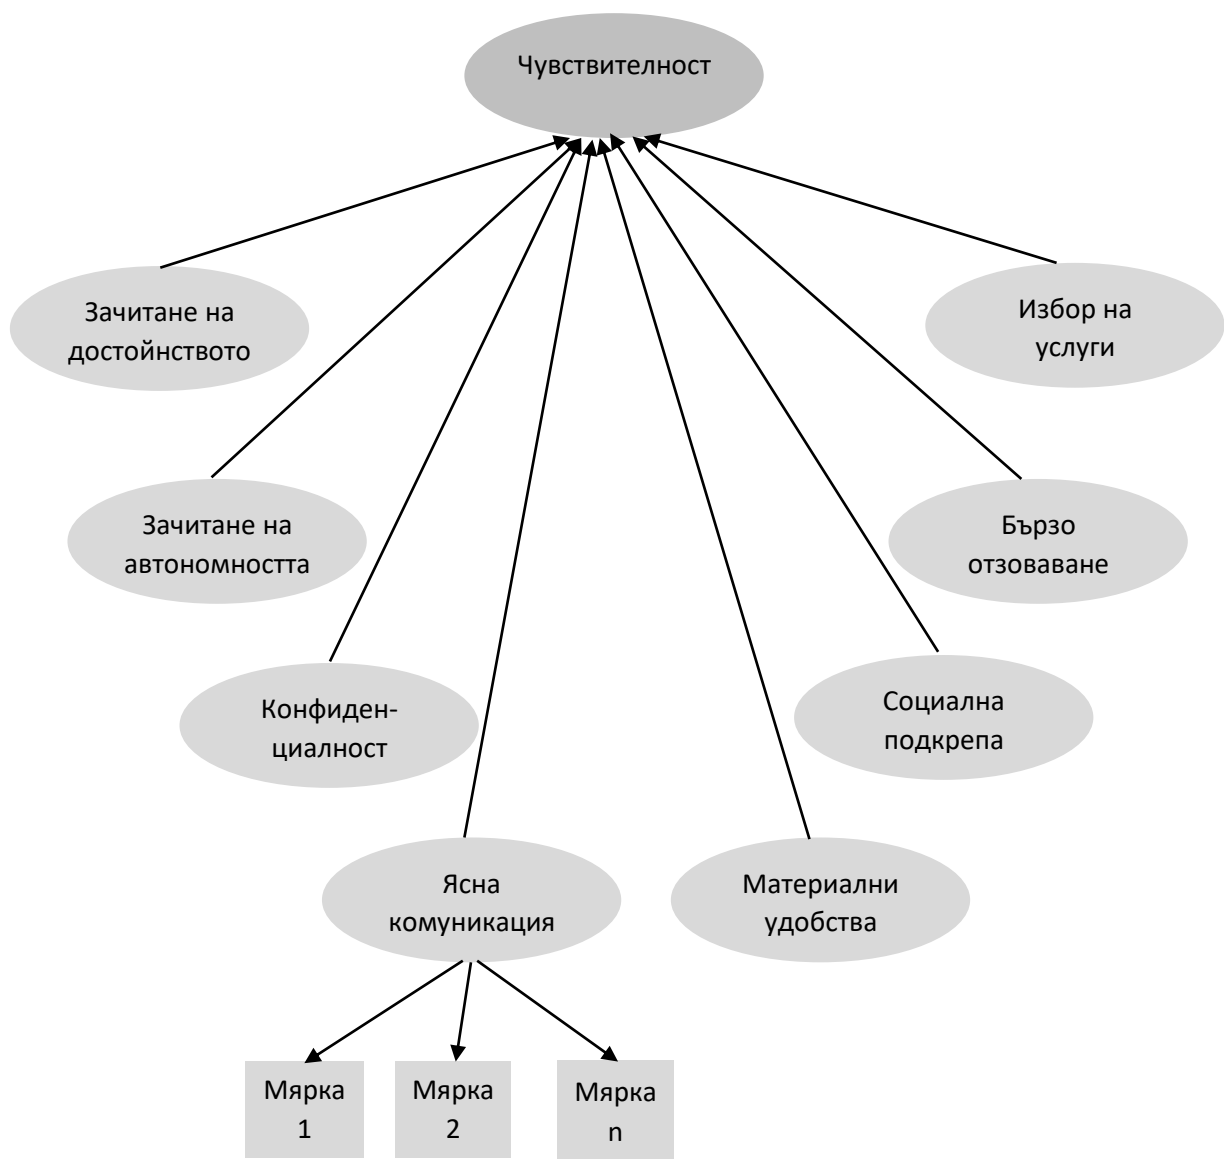 Чувствителност
Зачитане на
достойнството
Избор на
услуги
Зачитане на
автономността
Бързо
отзоваване
Конфиден-
циалност
Социална
подкрепа
Ясна
комуникация
Материални
удобства
Мярка
1
Мярка
2
Мярка
n